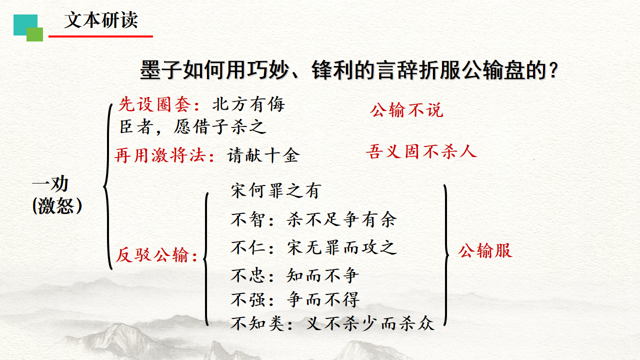 文本研读
墨子如何用巧妙、锋利的言辞折服公输盘的？
先设圈套：北方有侮
臣者，愿借子杀之
公输不说
再用激将法：请献十金
吾义固不杀人
一劝
(激怒）
反驳公输：
宋何罪之有
不智：杀不足争有余
不仁：宋无罪而攻之
不忠：知而不争
不强：争而不得
不知类：义不杀少而杀众
公输服